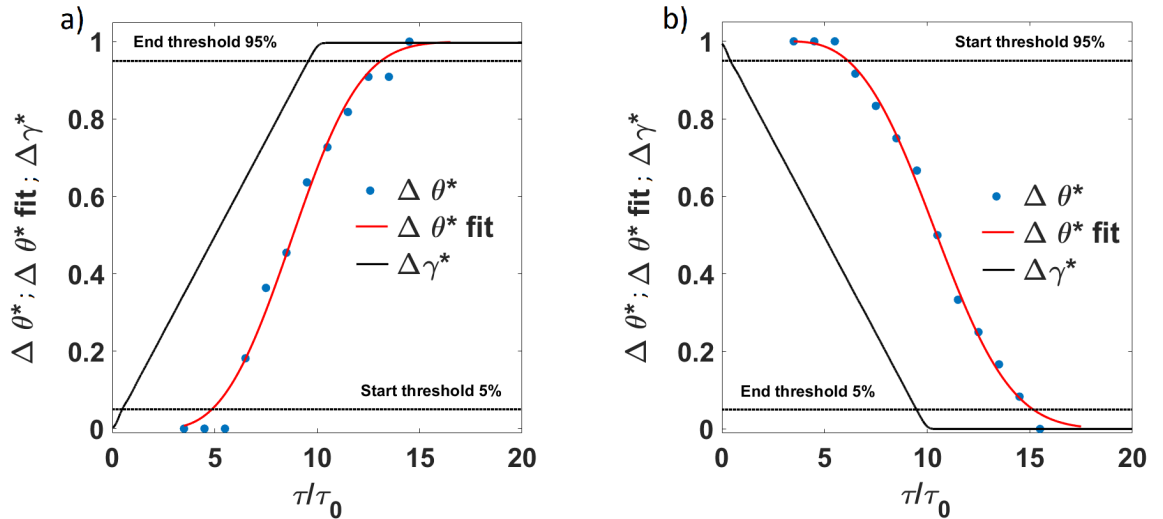 a)
End threshold 95%
Start threshold 5%
Δ θ* ; Δ θ* fit ; Δγ*
1
0.8
0.6
0.4
0.2
0
Δ θ*
Δ θ* fit
Δγ*
0 5 10 15 20
τ/τ0
b)
Start threshold 95%
End threshold 5%
Δ θ* ; Δ θ* fit ; Δγ*
1
0.8
0.6
0.4
0.2
0
Δ θ*
Δ θ* fit
Δγ*
0 5 10 15 20
τ/τ0